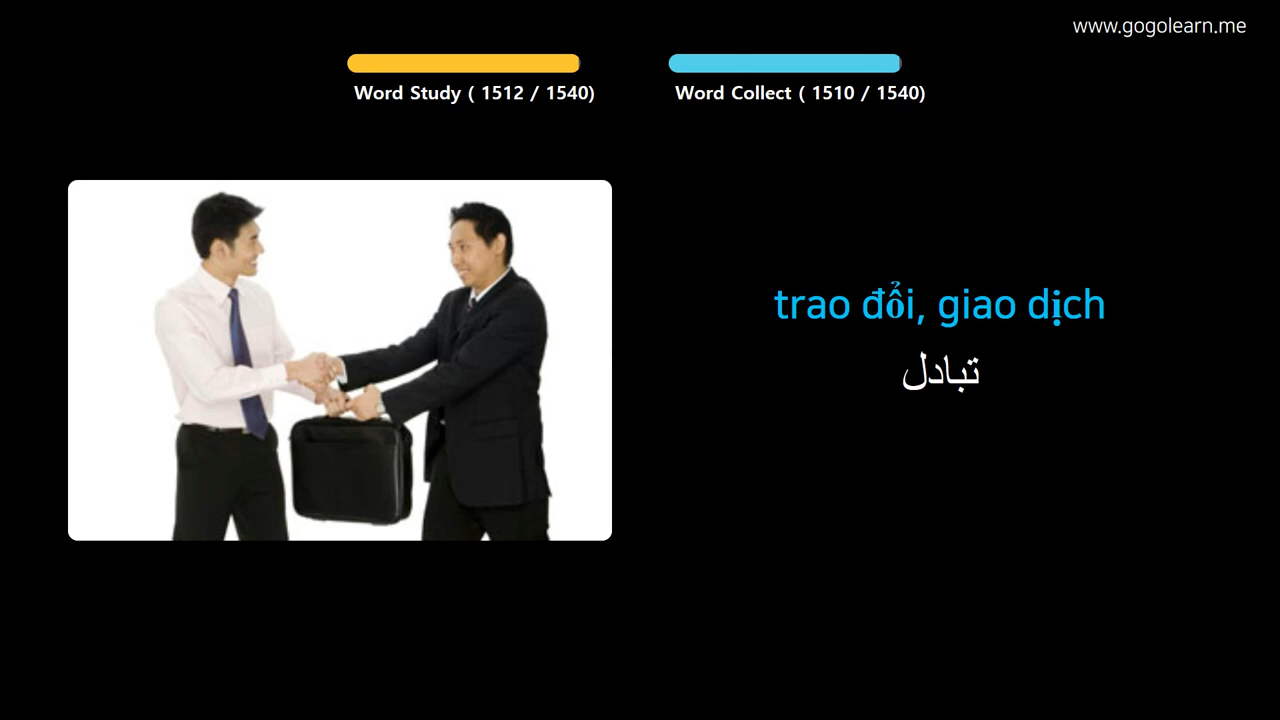 www.gogolearn.me
Word Study ( 1512 / 1540)
Word Collect ( 1510 / 1540)
trao đổi, giao dịch
تبادل